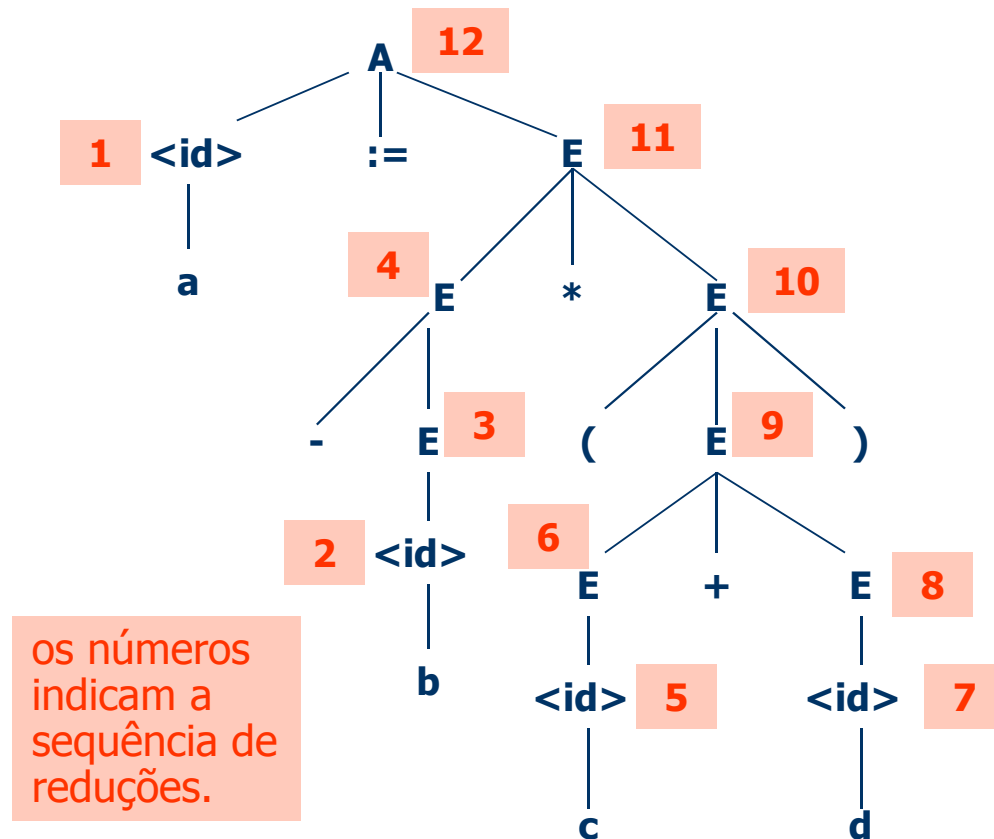 A 12
1 <id> := E 11
a 4 E * E 10
- E 3 ( E 9 )
2 <id> 6 E + E 8
b <id> 5 <id> 7
c d
os números
indicam a
sequência de
reduções.